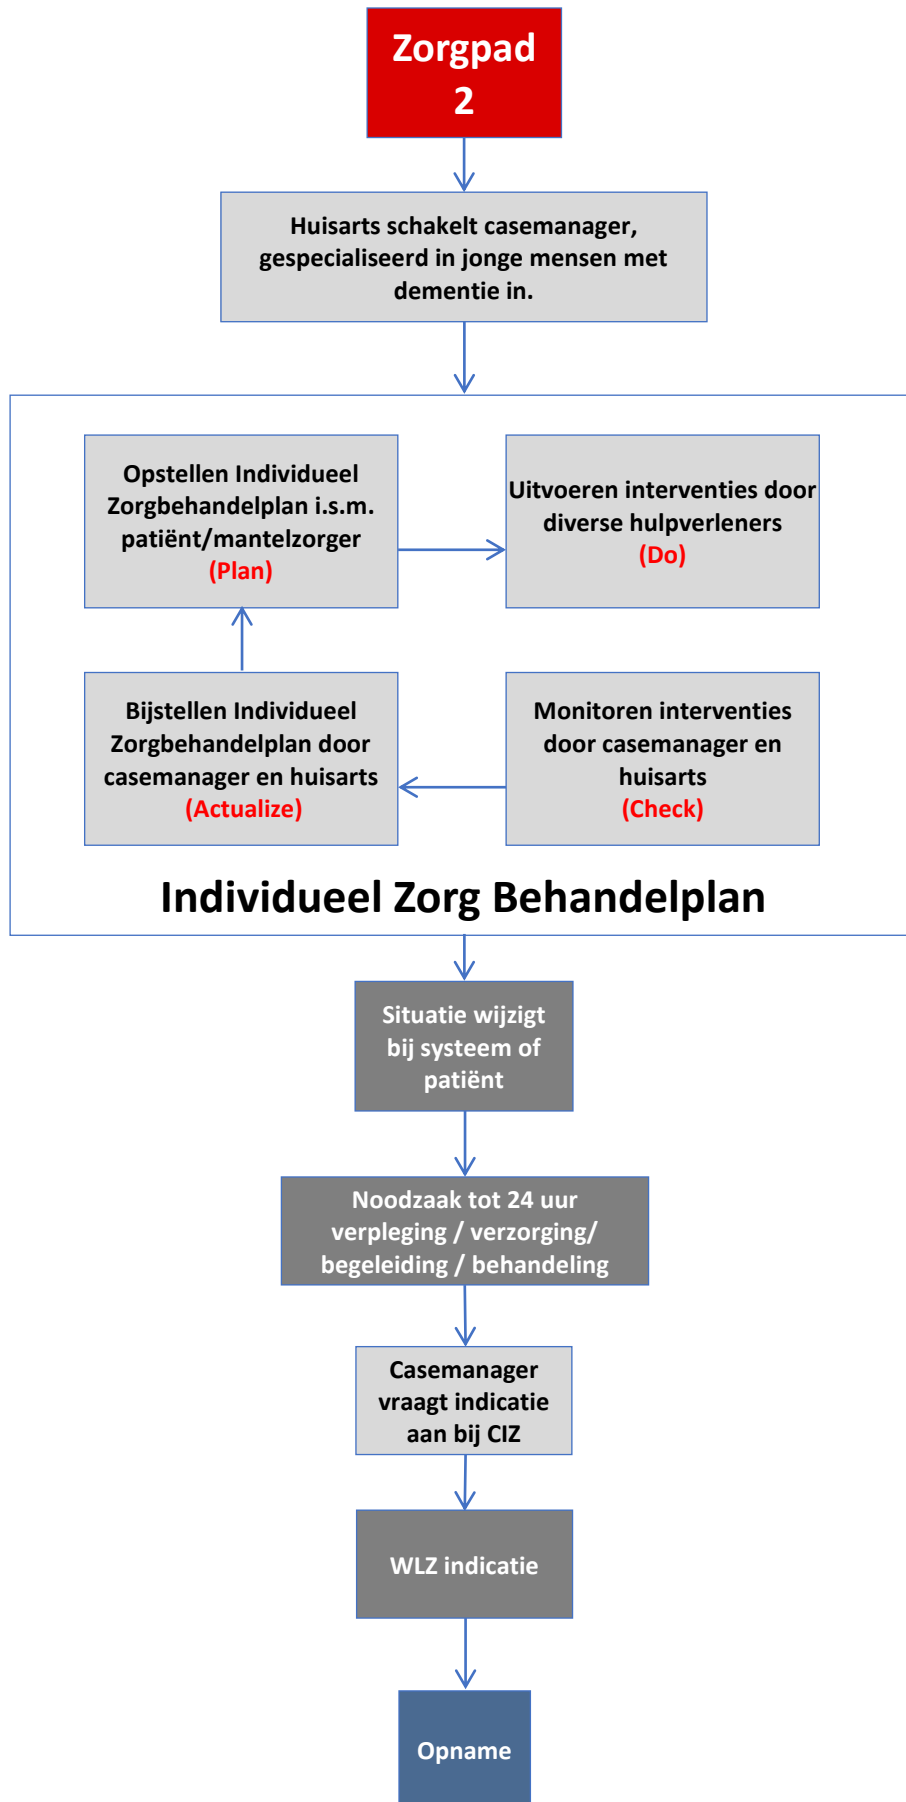 Zorgpad
2
Huisarts schakelt casemanager,
gespecialiseerd in jonge mensen met
dementie in.
Opstellen Individueel
Zorgbehandelplan i.s.m.
patiënt/mantelzorger
(Plan)
Uitvoeren interventies door
diverse hulpverleners
(Do)
Bijstellen Individueel
Zorgbehandelplan door
casemanager en huisarts
(Actualize)
Monitoren interventies
door casemanager en
huisarts
(Check)
Individueel Zorg Behandelplan
Situatie wijzigt
bij systeem of
patiënt
Noodzaak tot 24 uur
verpleging / verzorging/
begeleiding / behandeling
Casemanager
vraagt indicatie
aan bij CIZ
WLZ indicatie
Opname